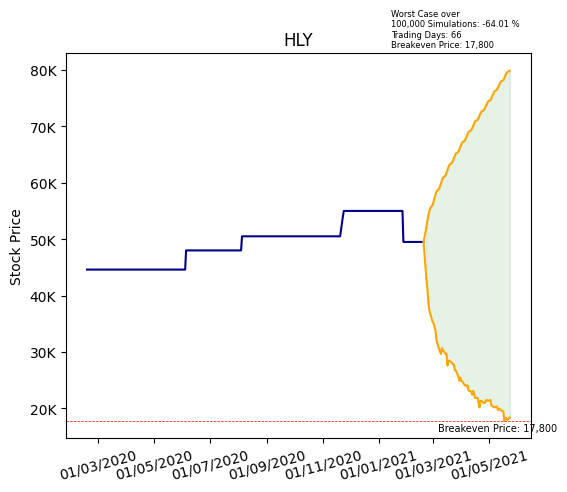 Worst Case over
100,000 Simulations: -64.01 %
Trading Days: 66
Breakeven Price: 17,800
HLY
Stock Price
80K
70K
60K
50K
40K
30K
20K
Breakeven Price: 17,800
01/03/2020
01/05/2020
01/07/2020
01/09/2020
01/11/2020
01/01/2021
01/03/2021
01/05/2021